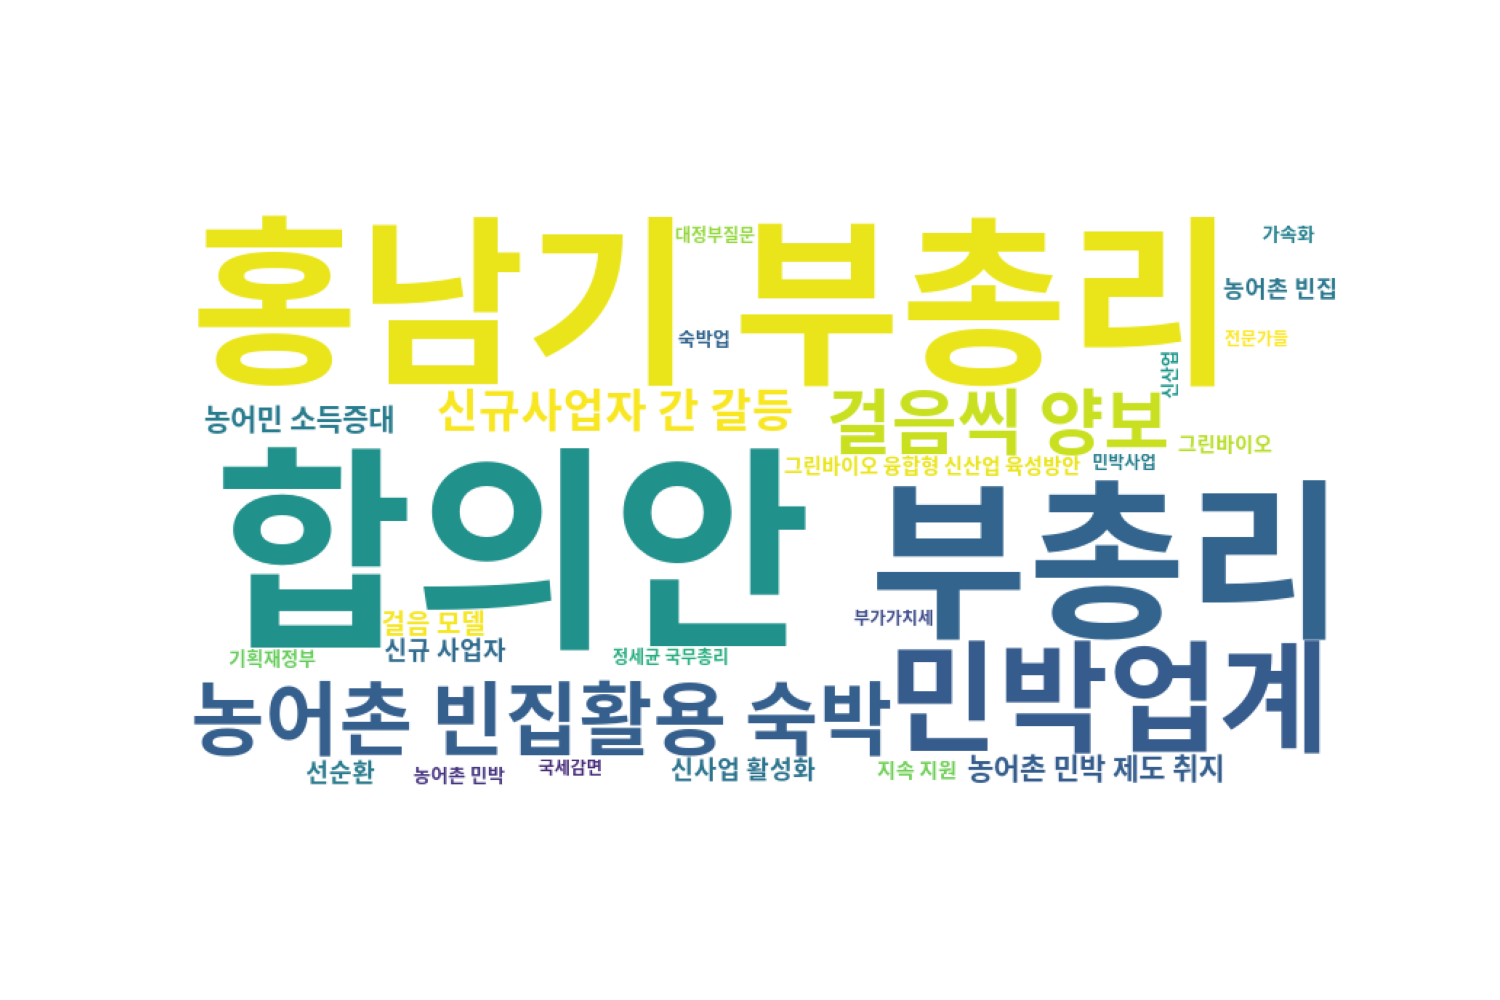 홍남기 부총리
대정부질문
가속화
농어촌 빈집
숙박업
전문가들
신산업
농어민 소득증대
신규사업자 간 갈등
걸음씩 양보
그린바이오
그린바이오 융합형 신산업 육성방안
민박사업
합의안
부총리
걸음 모델
부가가치세
신규 사업자
기획재정부
정세균 국무총리
민박업계
농어촌 빈집활용 숙박
선순환
농어촌 민박
국세감면
신사업 활성화
지속 지원
농어촌 민박 제도 취지